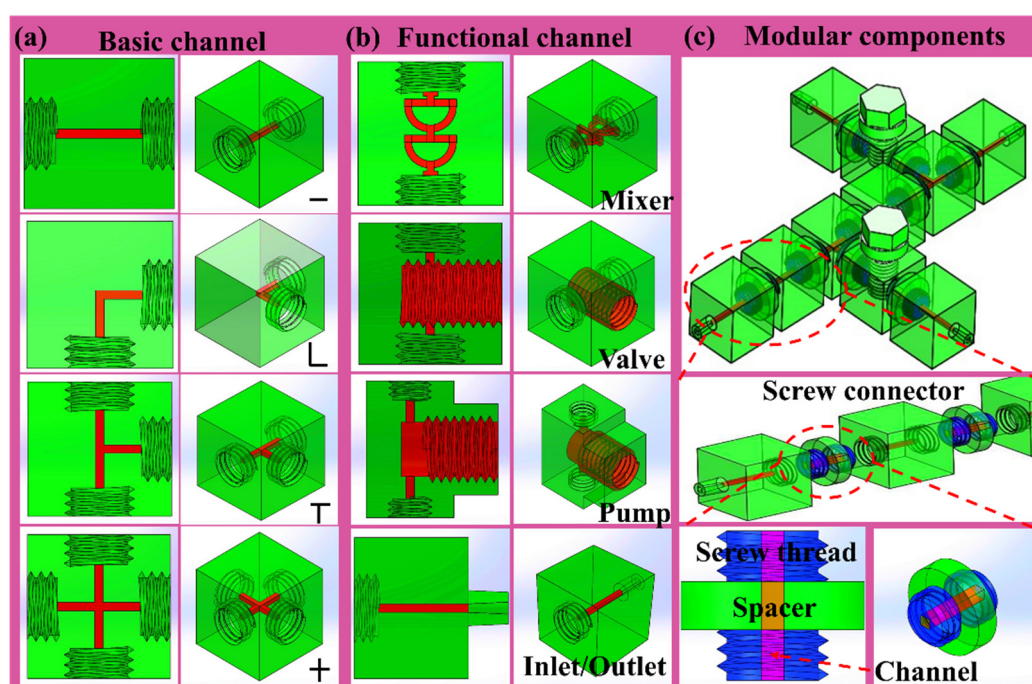 (a) Basic channel
(b) Functional channel
(c) Modular components
Mixer
Valve
Pump
Inlet/Outlet
Screw connector
Screw thread
Spacer
Channel